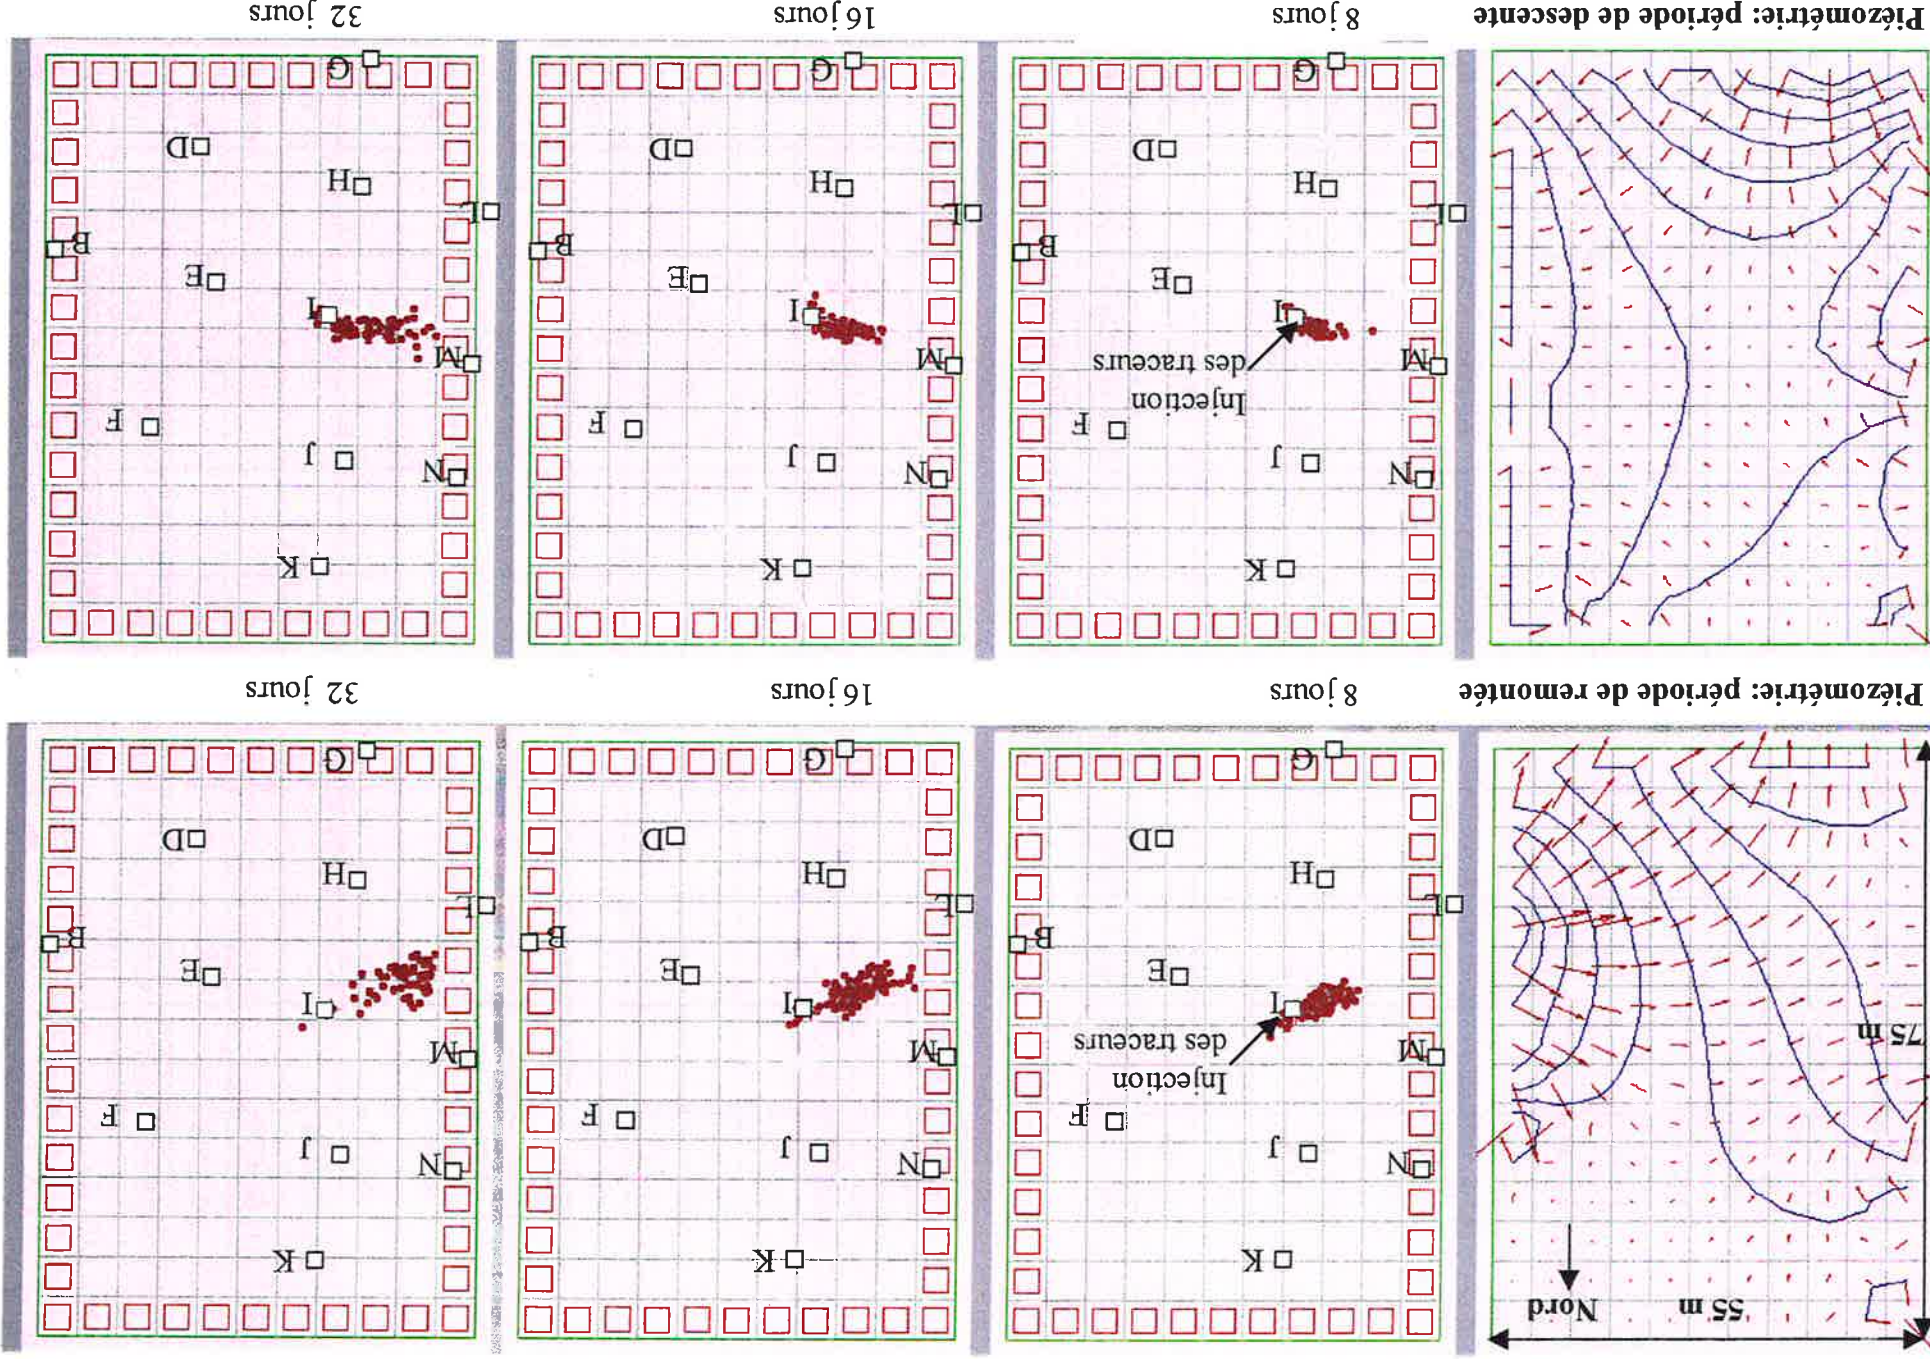 55 m
Nord
75 m
Piézométrie: période de remontée
K
N
J
F
Injection
des traceurs
M
I
E
B
L
H
D
G
8 jours
K
N
J
F
M
I
E
B
L
H
D
G
16 jours
K
N
J
F
M
I
E
B
L
H
D
G
32 jours
Piézométrie: période de descente
K
N
J
F
Injection
des traceurs
M
I
E
B
L
H
D
G
8 jours
K
N
J
F
M
I
E
B
L
H
D
G
16 jours
K
N
J
F
M
I
E
B
L
H
D
G
32 jours